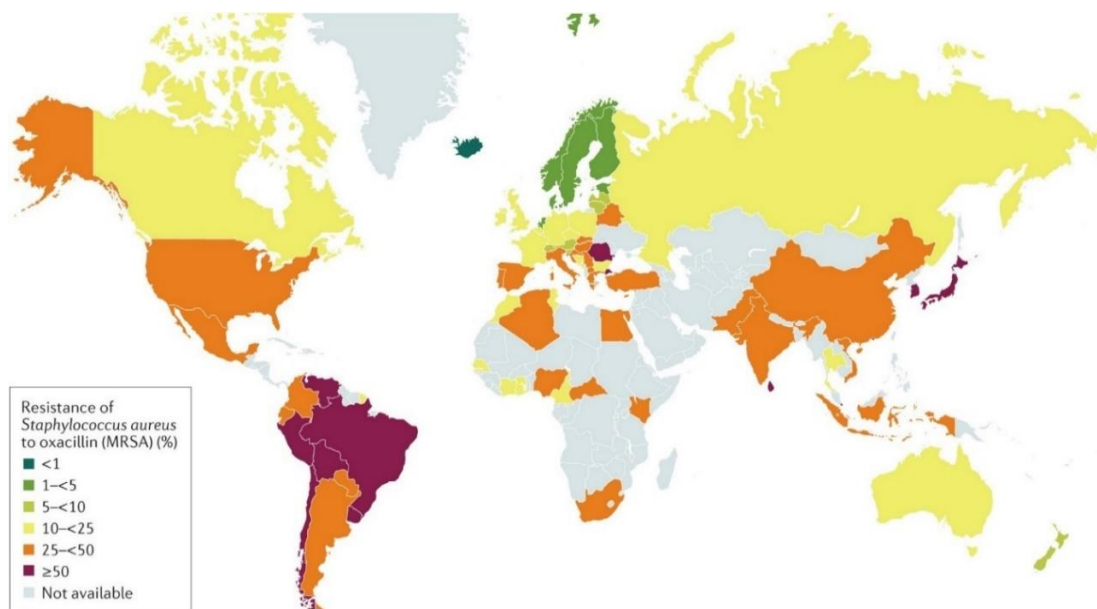 Resistance of
Staphylococcus aureus
to oxacillin (MRSA) (%)
<1
1–<5
5–<10
10–<25
25–<50
≥50
Not available